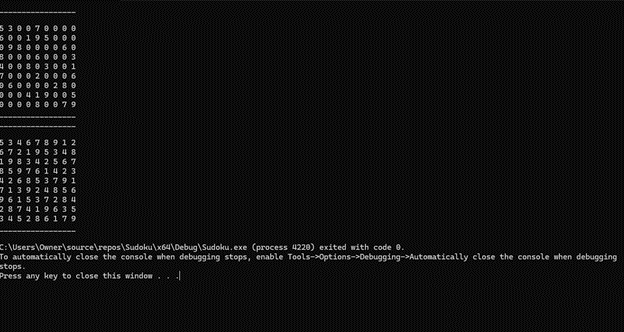 -----------------
5 3 0 0 7 0 0 0 0
6 0 0 1 9 5 0 0 0
0 9 8 0 0 0 0 6 0
8 0 0 0 6 0 0 0 3
4 0 0 8 0 3 0 0 1
7 0 0 0 2 0 0 0 6
0 6 0 0 0 0 2 8 0
0 0 0 4 1 9 0 0 5
0 0 0 0 8 0 0 7 9
-----------------
-----------------
5 3 4 6 7 8 9 1 2
6 7 2 1 9 5 3 4 8
1 9 8 3 4 2 5 6 7
8 5 9 7 6 1 4 2 3
4 2 6 8 5 3 7 9 1
7 1 3 9 2 4 8 5 6
9 6 1 5 3 7 2 8 4
2 8 7 4 1 9 6 3 5
3 4 5 2 8 6 1 7 9
-----------------
C:\Users\Owner\source\repos\Sudoku\x64\Debug\Sudoku.exe (process 4220) exited with code 0.
To automatically close the console when debugging stops, enable Tools->Options->Debugging->Automatically close the console when debugging
stops.
Press any key to close this window . . .